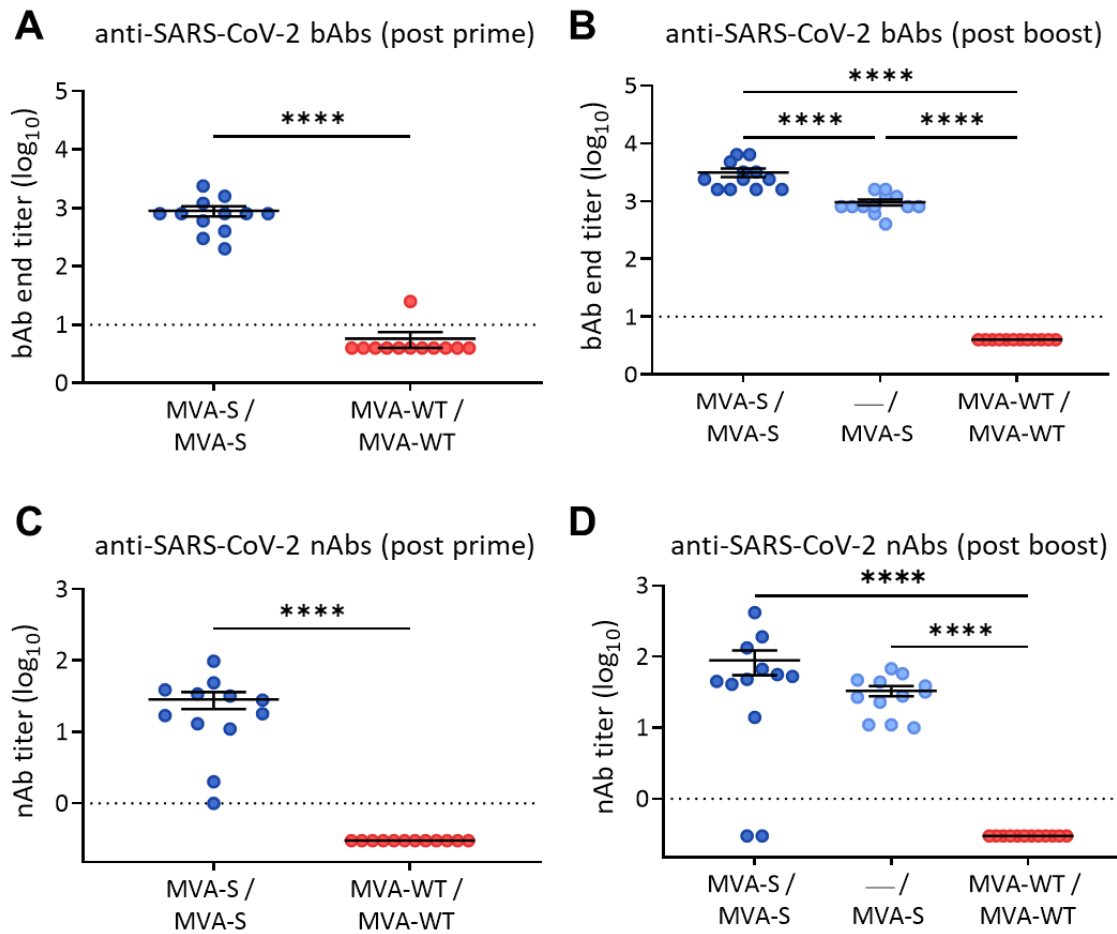 A
anti-SARS-CoV-2 bAbs (post prime)
bAb end titer (log10)
5
4
3
2
1
0
****
MVA-S /
MVA-S
MVA-WT /
MVA-WT
B
anti-SARS-CoV-2 bAbs (post boost)
bAb end titer (log10)
5
4
3
2
1
0
****
**** ****
MVA-S /
MVA-S
— /
MVA-S
MVA-WT /
MVA-WT
C
anti-SARS-CoV-2 nAbs (post prime)
nAb titer (log10)
3
2
1
0
****
MVA-S /
MVA-S
MVA-WT /
MVA-WT
D
anti-SARS-CoV-2 nAbs (post boost)
nAb titer (log10)
3
2
1
0
****
****
MVA-S /
MVA-S
— /
MVA-S
MVA-WT /
MVA-WT